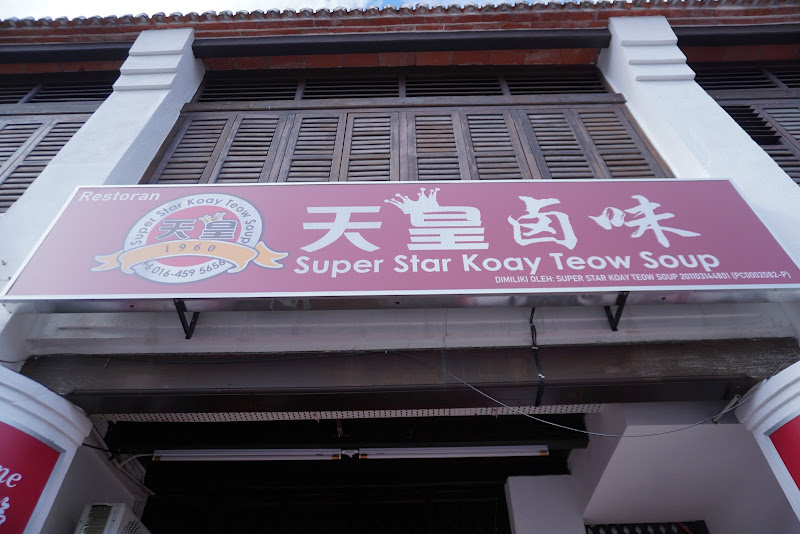 Restoran
Super Star Koay Teow Soup
天皇
1960
016-459 5656
天皇卤味
Super Star Koay Teow Soup
DIMILIKI OLEH: SUPER STAR KOAY TEOW SOUP 201103144801 (PC0002082-P)